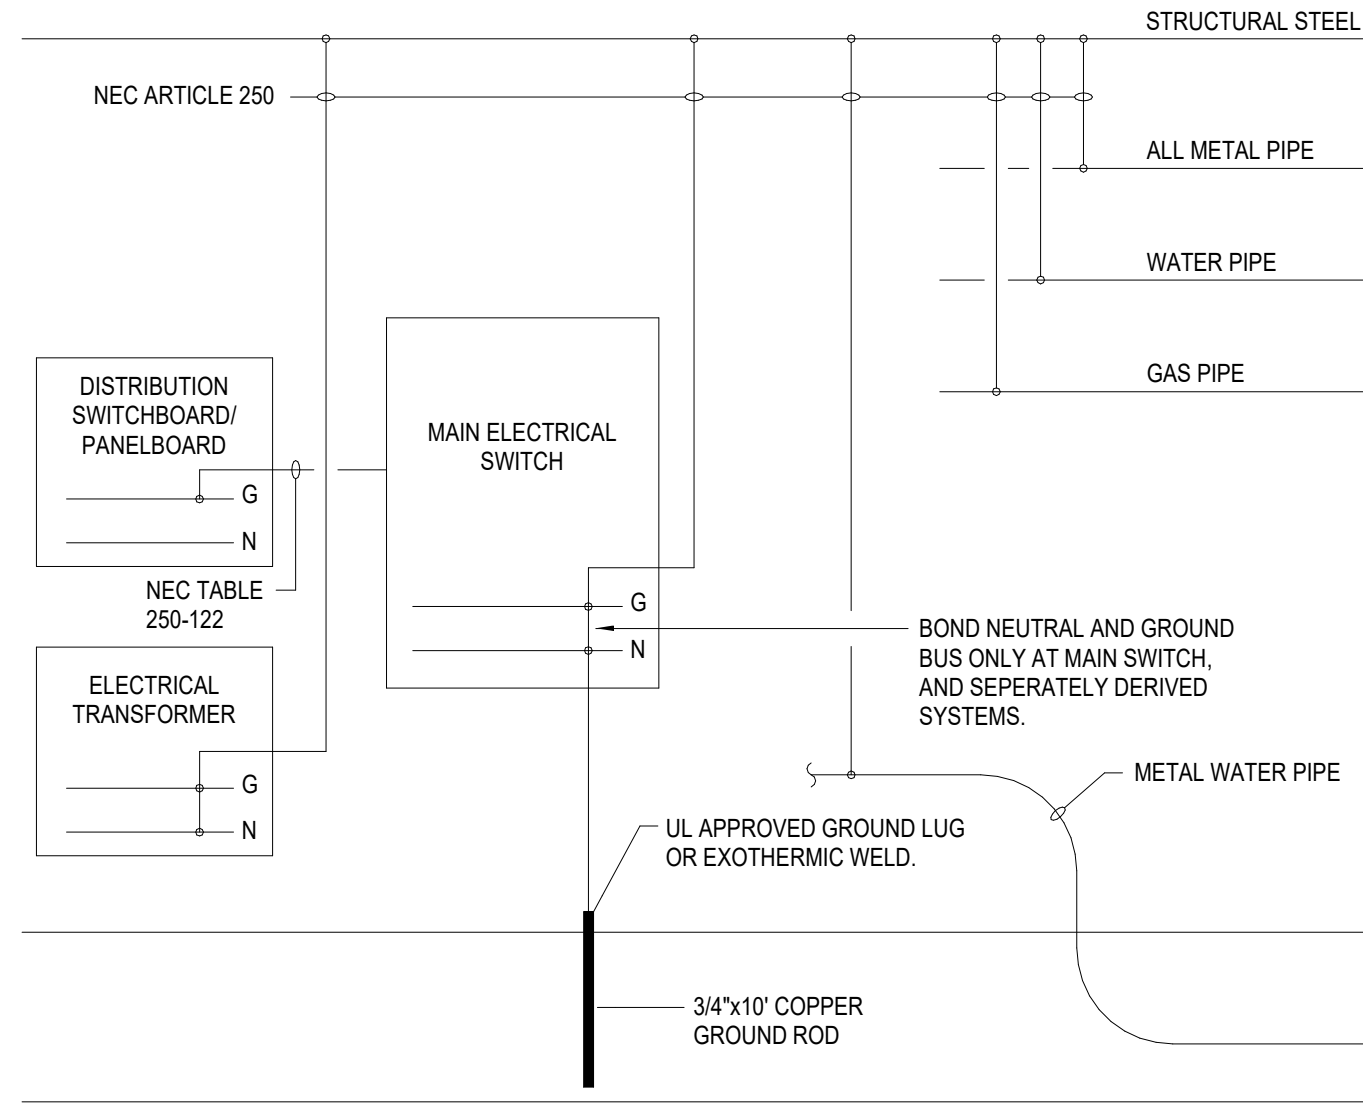 STRUCTURAL STEEL
NEC ARTICLE 250
ALL METAL PIPE
WATER PIPE
GAS PIPE
DISTRIBUTION
SWITCHBOARD/
PANELBOARD
G
N
MAIN ELECTRICAL
SWITCH
G
N
NEC TABLE
250-122
BOND NEUTRAL AND GROUND
BUS ONLY AT MAIN SWITCH,
AND SEPERATELY DERIVED
SYSTEMS.
ELECTRICAL
TRANSFORMER
G
N
METAL WATER PIPE
UL APPROVED GROUND LUG
OR EXOTHERMIC WELD.
3/4"x10' COPPER
GROUND ROD